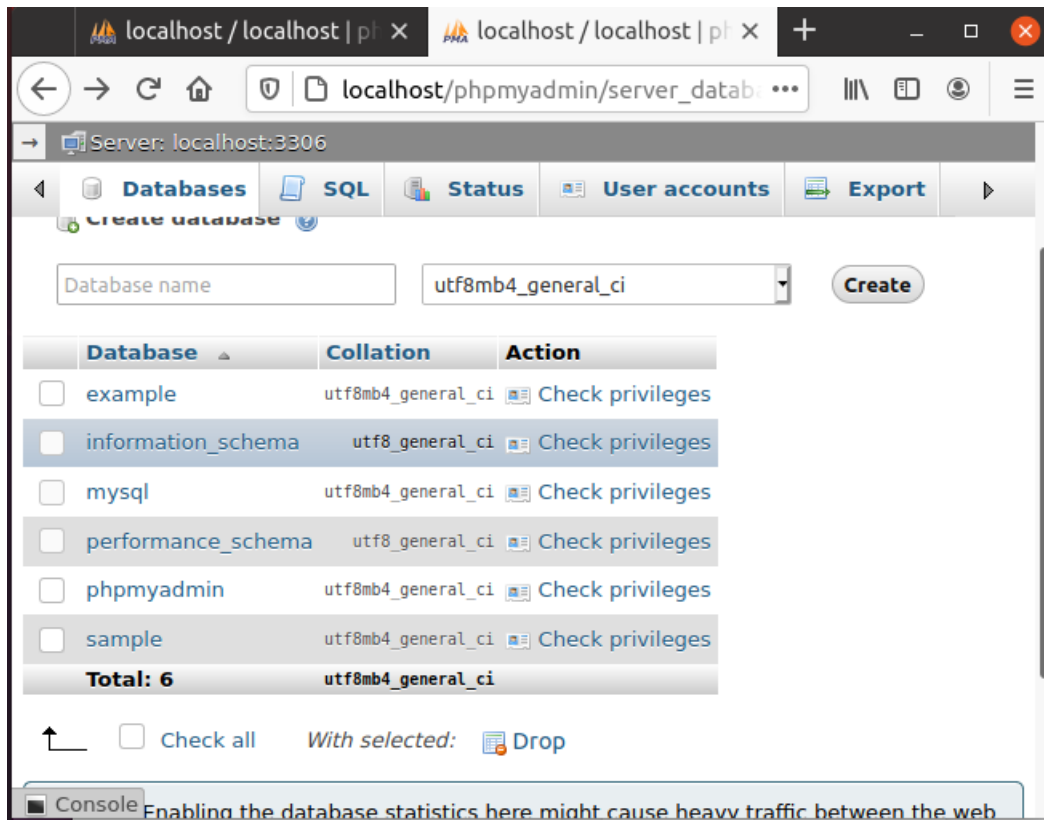 localhost / localhost | ph
localhost / localhost | ph
localhost/phpmyadmin/server_datab
Server: localhost:3306
Databases SQL Status User accounts Export
Create database
Database name utf8mb4_general_ci Create
Database Collation Action
example utf8mb4_general_ci Check privileges
information_schema utf8_general_ci Check privileges
mysql utf8mb4_general_ci Check privileges
performance_schema utf8_general_ci Check privileges
phpmyadmin utf8mb4_general_ci Check privileges
sample utf8mb4_general_ci Check privileges
Total: 6 utf8mb4_general_ci
Check all With selected: Drop
Console
Enabling the database statistics here might cause heavy traffic between the web